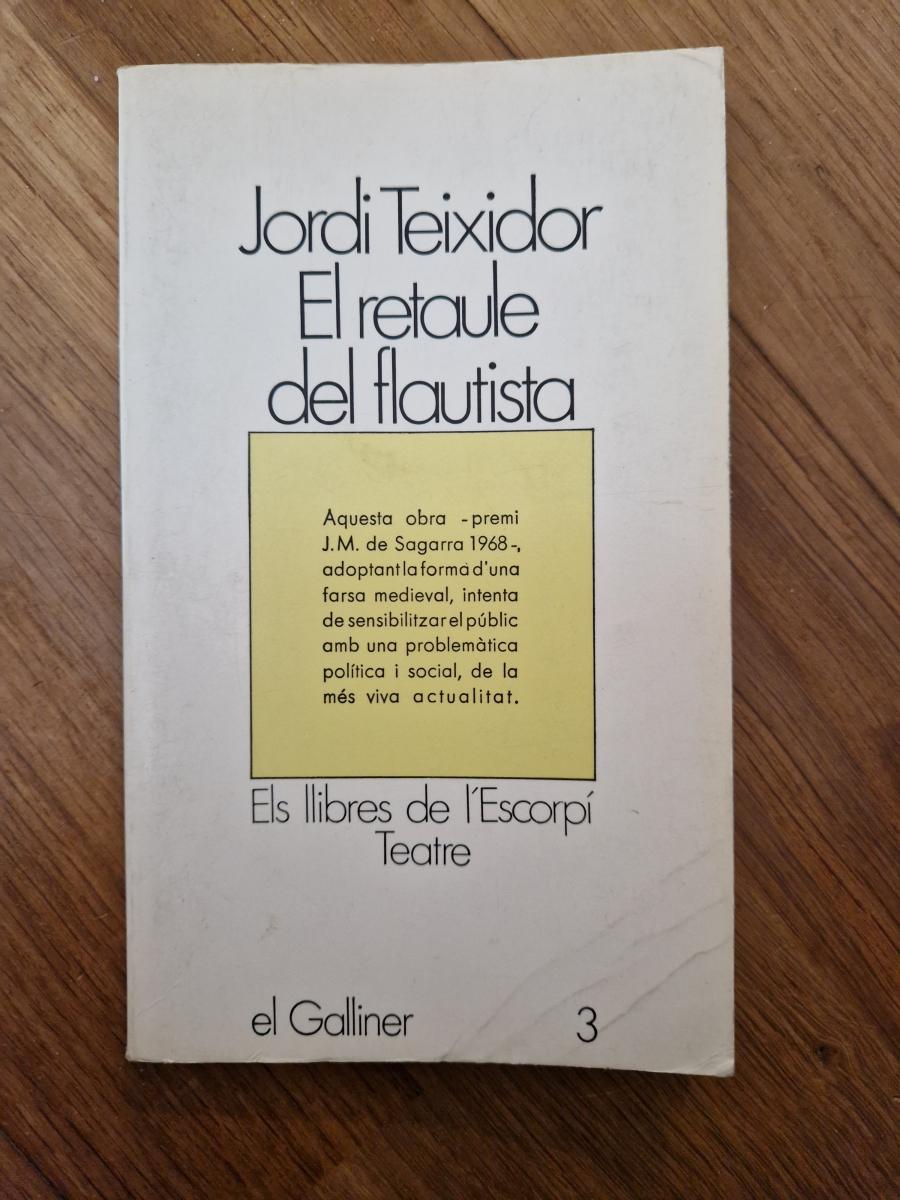 Jordi Teixidor
El retaule
del flautista
Aquesta obra -premi
J.M. de Sagarra 1968-,
adoptant la forma d'una
farsa medieval, intenta
de sensibilitzar el públic
amb una problemàtica
política i social, de la
més viva actualitat.
Els llibres de l'Escorpí
Teatre
el Galliner 3